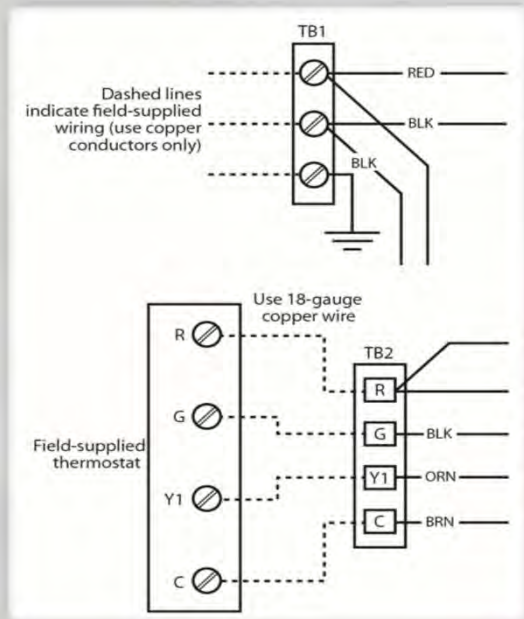 TB1
RED
Dashed lines
indicate field-supplied
wiring (use copper
conductors only)
BLK
BLK
Use 18-gauge
copper wire
R
TB2
R
G
G
BLK
Field-supplied
thermostat
Y1
ORN
Y1
C
BRN
C